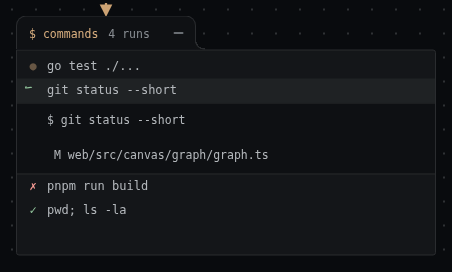 $ commands 4 runs —
● go test ./...
← git status --short
$ git status --short
M web/src/canvas/graph/graph.ts
✗ pnpm run build
✓ pwd; ls -la